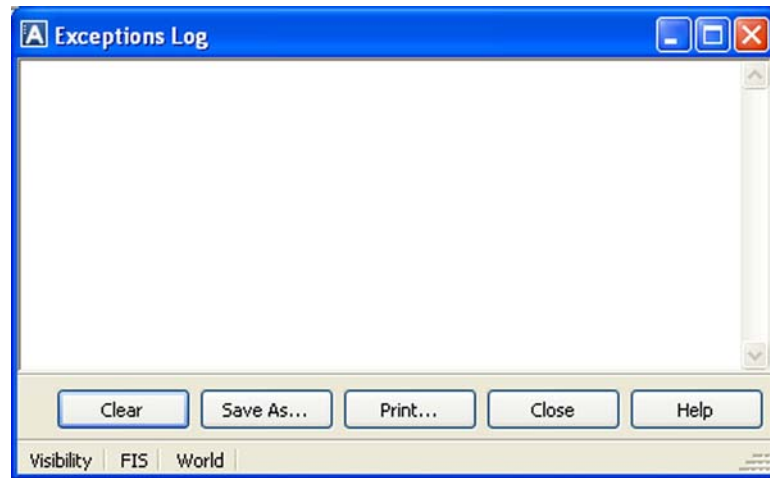 A Exceptions Log
Clear Save As... Print... Close Help
Visibility FIS World